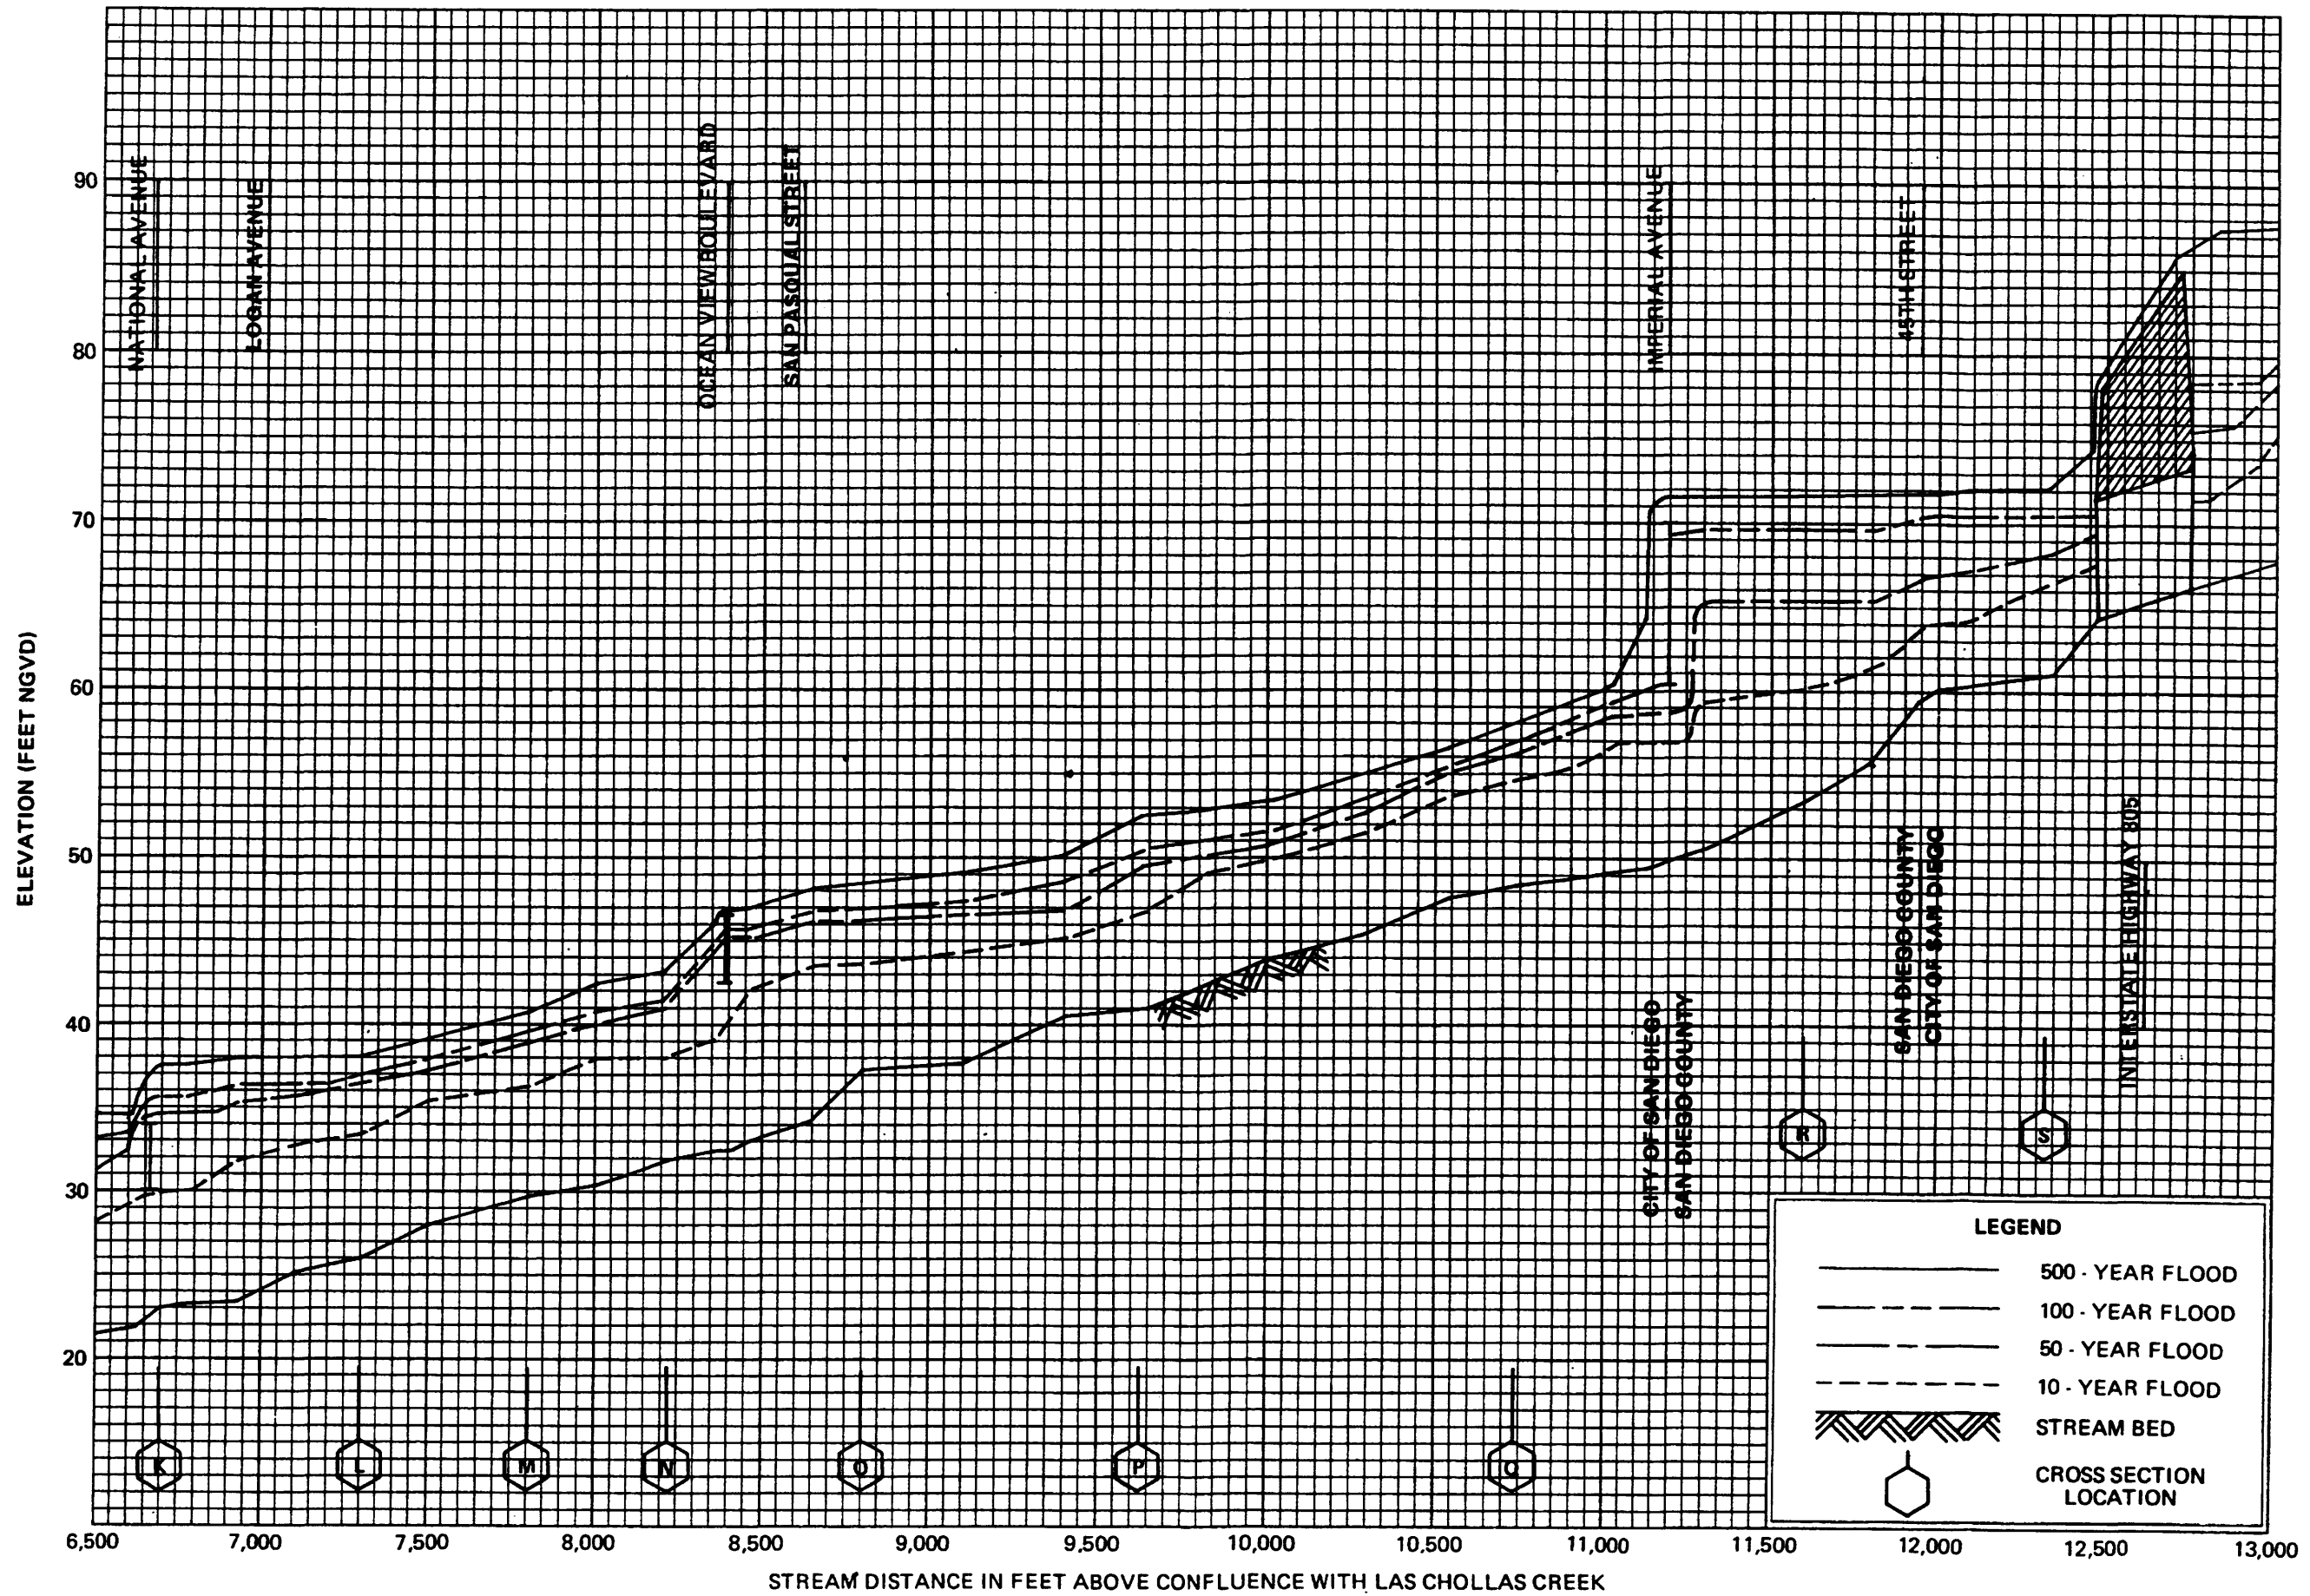 NATIONAL AVENUE
LOGAN AVENUE
OCEAN VIEW BOULEVARD
SAN PASQUAL STREET
IMPERIAL AVENUE
45TH STREET
90
80
70
60
50
40
30
20
ELEVATION (FEET NGVD)
CITY OF SAN DIEGO
SAN DIEGO COUNTY
SAN DIEGO COUNTY
CITY OF SAN DIEGO
INTERSTATE HIGHWAY 805
R
S
K
L
M
N
O
P
Q
LEGEND
500 - YEAR FLOOD
100 - YEAR FLOOD
50 - YEAR FLOOD
10 - YEAR FLOOD
STREAM BED
CROSS SECTION
LOCATION
6,500 7,000 7,500 8,000 8,500 9,000 9,500 10,000 10,500 11,000 11,500 12,000 12,500 13,000
STREAM DISTANCE IN FEET ABOVE CONFLUENCE WITH LAS CHOLLAS CREEK